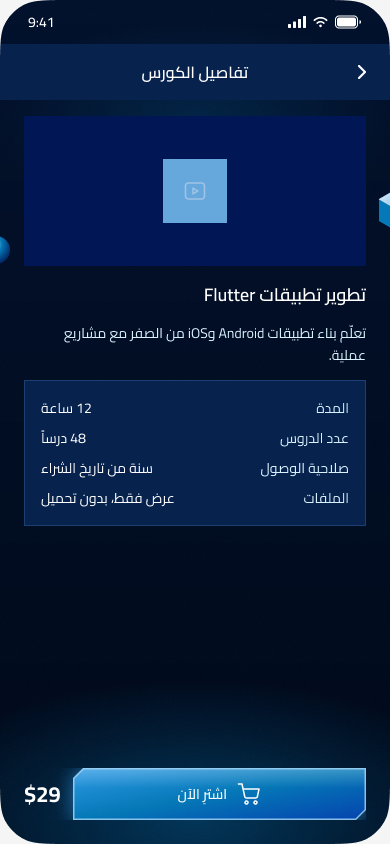 9:41
تفاصيل الكورس
تطوير تطبيقات Flutter
تعلّم بناء تطبيقات Android وiOS من الصفر مع مشاريع
عملية.
المدة 12 ساعة
عدد الدروس 48 درساً
صلاحية الوصول سنة من تاريخ الشراء
الملفات عرض فقط، بدون تحميل
اشترِ الآن
$29